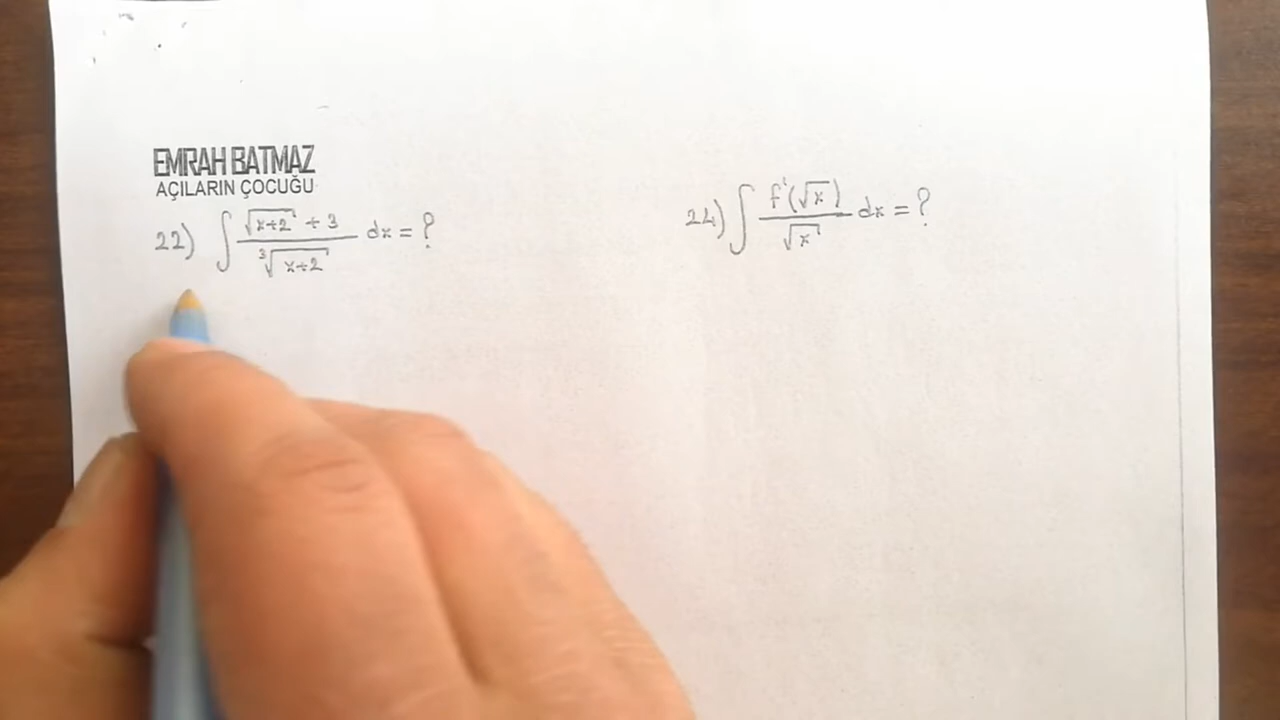 EMRAH BATMAZ
AÇILARIN ÇOCUĞU
22) ∫ (√(x+2) + 3) / ∛(x+2) dx = ?
24) ∫ f'(√x) / √x dx = ?